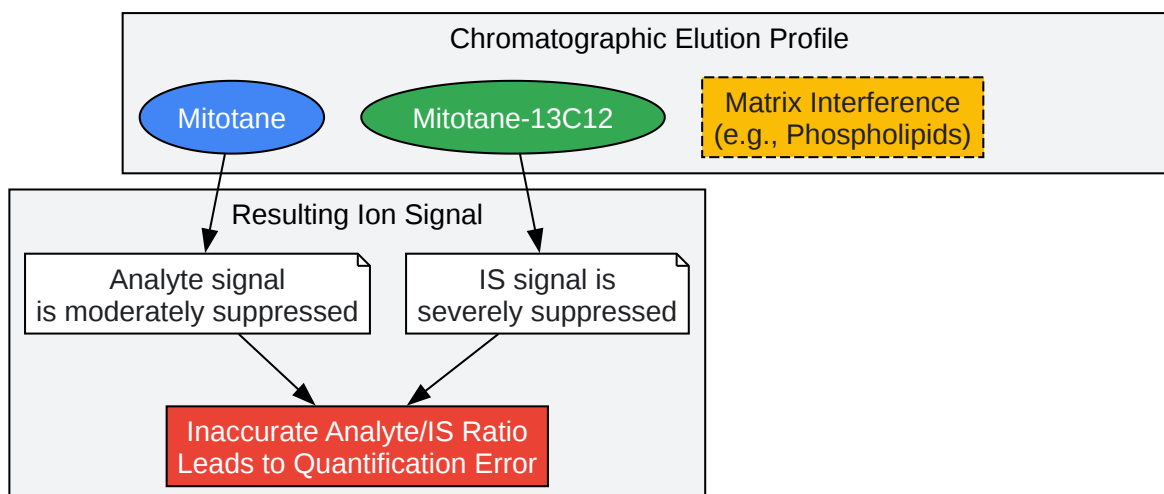 Chromatographic Elution Profile
Mitotane
Mitotane-13C12
Matrix Interference
(e.g., Phospholipids)
Resulting Ion Signal
Analyte signal
is moderately suppressed
IS signal is
severely suppressed
Inaccurate Analyte/IS Ratio
Leads to Quantification Error